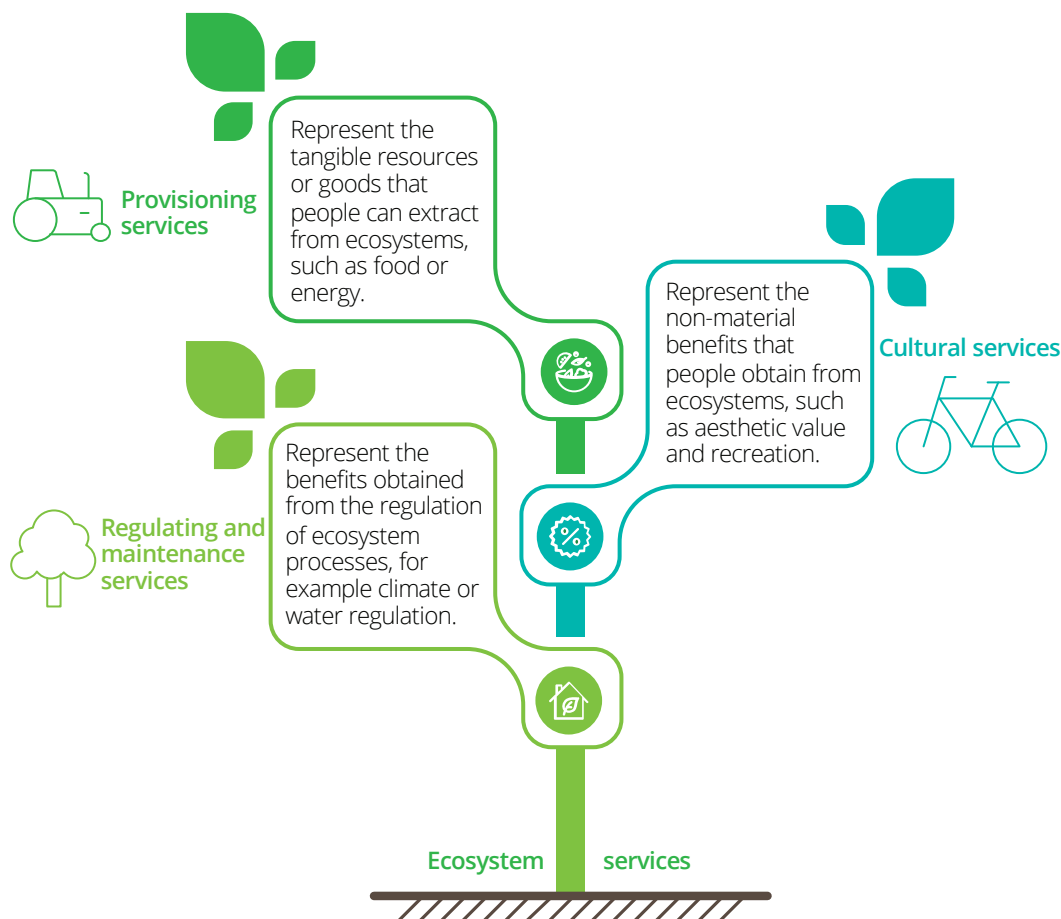 Represent the
tangible resources
or goods that
people can extract
from ecosystems,
such as food or
energy.
Provisioning
services
Represent the
non-material
benefits that
people obtain from
ecosystems, such
as aesthetic value
and recreation.
Cultural services
%
Represent the
benefits obtained
from the regulation
of ecosystem
processes, for
example climate or
water regulation.
Regulating and
maintenance
services
Ecosystem services